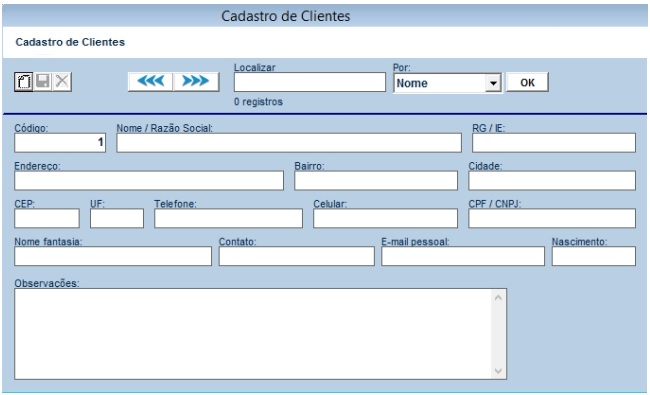 Cadastro de Clientes
Cadastro de Clientes
Localizar Por:
Nome OK
0 registros
Código: Nome / Razão Social: RG / IE:
1
Endereco: Bairro: Cidade:
CEP: UF: Telefone: Celular: CPF / CNPJ:
Nome fantasia: Contato: E-mail pessoal: Nascimento:
Observações: